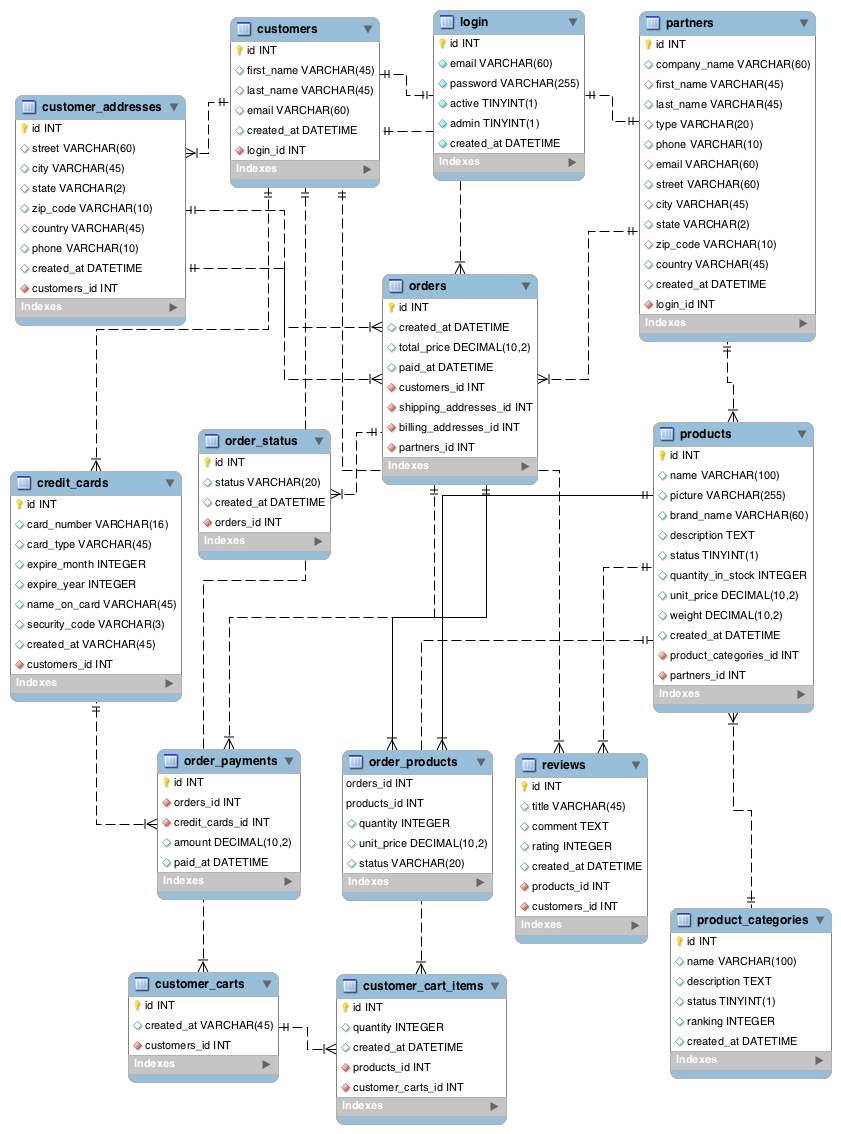 customers
id INT
first_name VARCHAR(45)
last_name VARCHAR(45)
email VARCHAR(60)
created_at DATETIME
login_id INT
Indexes
login
id INT
email VARCHAR(60)
password VARCHAR(255)
active TINYINT(1)
admin TINYINT(1)
created_at DATETIME
Indexes
partners
id INT
company_name VARCHAR(60)
first_name VARCHAR(45)
last_name VARCHAR(45)
type VARCHAR(20)
phone VARCHAR(10)
email VARCHAR(60)
street VARCHAR(60)
city VARCHAR(45)
state VARCHAR(2)
zip_code VARCHAR(10)
country VARCHAR(45)
created_at DATETIME
login_id INT
Indexes
customer_addresses
id INT
street VARCHAR(60)
city VARCHAR(45)
state VARCHAR(2)
zip_code VARCHAR(10)
country VARCHAR(45)
phone VARCHAR(10)
created_at DATETIME
customers_id INT
Indexes
orders
id INT
created_at DATETIME
total_price DECIMAL(10,2)
paid_at DATETIME
customers_id INT
shipping_addresses_id INT
billing_addresses_id INT
partners_id INT
Indexes
order_status
id INT
status VARCHAR(20)
created_at DATETIME
orders_id INT
Indexes
products
id INT
name VARCHAR(100)
picture VARCHAR(255)
brand_name VARCHAR(60)
description TEXT
status TINYINT(1)
quantity_in_stock INTEGER
unit_price DECIMAL(10,2)
weight DECIMAL(10,2)
created_at DATETIME
product_categories_id INT
partners_id INT
Indexes
credit_cards
id INT
card_number VARCHAR(16)
card_type VARCHAR(45)
expire_month INTEGER
expire_year INTEGER
name_on_card VARCHAR(45)
security_code VARCHAR(3)
created_at VARCHAR(45)
customers_id INT
Indexes
order_payments
id INT
orders_id INT
credit_cards_id INT
amount DECIMAL(10,2)
paid_at DATETIME
Indexes
order_products
orders_id INT
products_id INT
quantity INTEGER
unit_price DECIMAL(10,2)
status VARCHAR(20)
Indexes
reviews
id INT
title VARCHAR(45)
comment TEXT
rating INTEGER
created_at DATETIME
products_id INT
customers_id INT
Indexes
product_categories
id INT
name VARCHAR(100)
description TEXT
status TINYINT(1)
ranking INTEGER
created_at DATETIME
Indexes
customer_carts
id INT
created_at VARCHAR(45)
customers_id INT
Indexes
customer_cart_items
id INT
quantity INTEGER
created_at DATETIME
products_id INT
customer_carts_id INT
Indexes